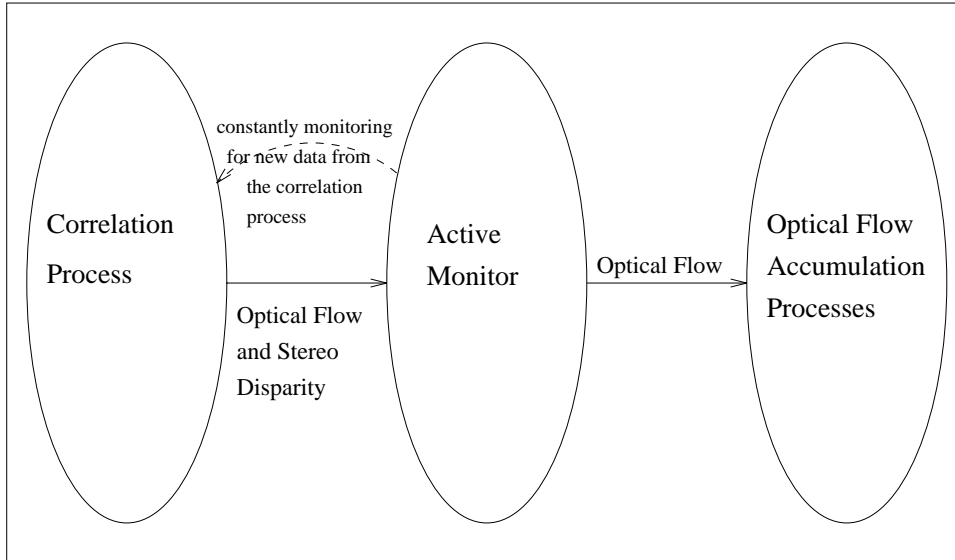 constantly monitoring
for new data from
the correlation
process
Correlation
Process
Optical Flow
and Stereo
Disparity
Active
Monitor
Optical Flow
Optical Flow
Accumulation
Processes